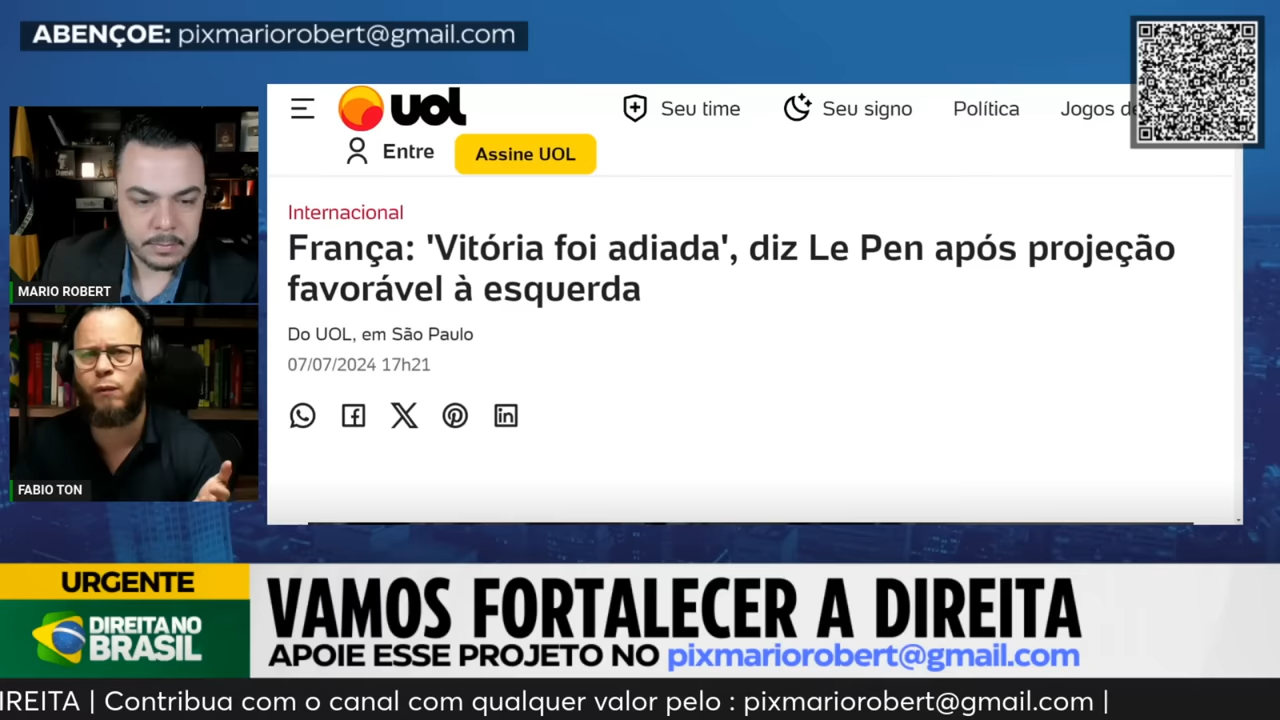 ABENÇOE: pixmariorobert@gmail.com
uol
Seu time
Seu signo
Política
Jogos de
Entre
Assine UOL
Internacional
França: 'Vitória foi adiada', diz Le Pen após projeção
favorável à esquerda
Do UOL, em São Paulo
07/07/2024 17h21
MARIO ROBERT
FABIO TON
URGENTE
DIREITA NO
BRASIL
VAMOS FORTALECER A DIREITA
APOIE ESSE PROJETO NO pixmariorobert@gmail.com
IREITA | Contribua com o canal com qualquer valor pelo : pixmariorobert@gmail.com |